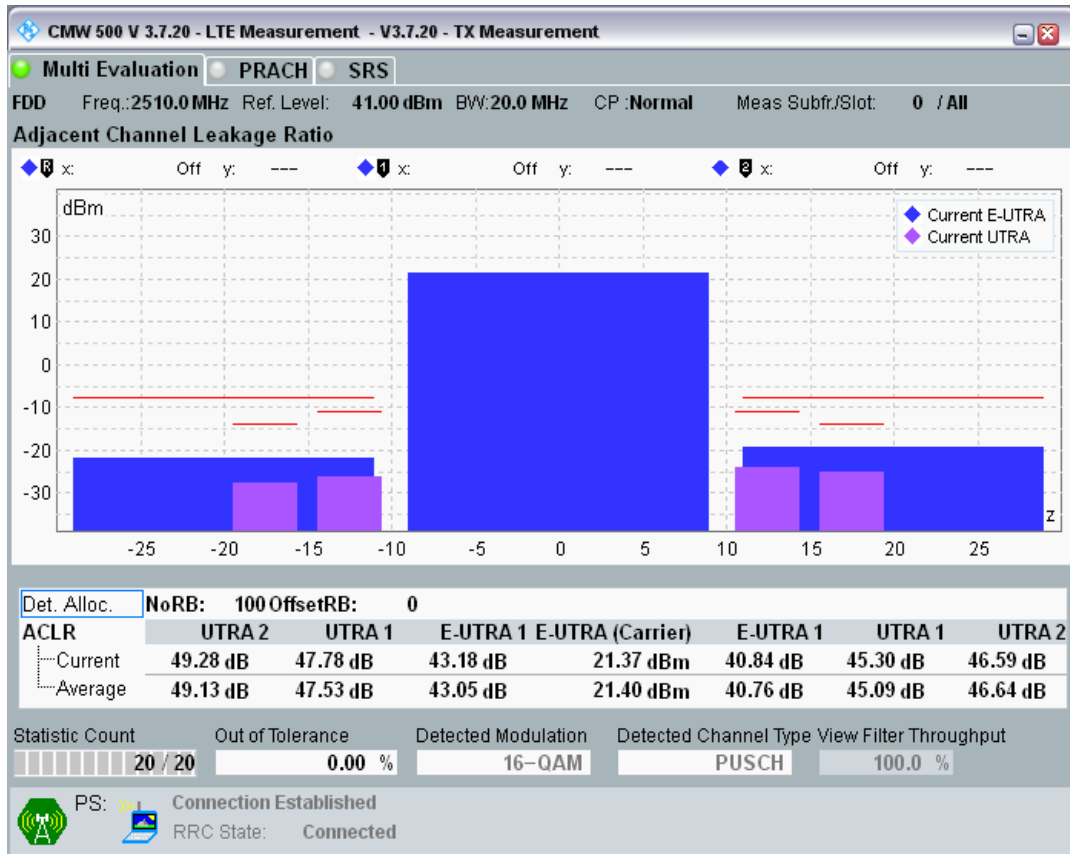 CMW 500 V 3.7.20 - LTE Measurement - V3.7.20 - TX Measurement
Multi Evaluation PRACH SRS
FDD Freq.:2510.0 MHz Ref. Level: 41.00 dBm BW:20.0 MHz CP :Normal Meas Subfr./Slot: 0 / All
Adjacent Channel Leakage Ratio
R x: Off y: --- 1 x: Off y: --- 2 x: Off y: ---
dBm
Current E-UTRA
Current UTRA
30
20
10
0
-10
-20
-30
z
-25 -20 -15 -10 -5 0 5 10 15 20 25
Det. Alloc. NoRB: 100 OffsetRB: 0
ACLR UTRA 2 UTRA 1 E-UTRA 1 E-UTRA (Carrier) E-UTRA 1 UTRA 1 UTRA 2
Current 49.28 dB 47.78 dB 43.18 dB 21.37 dBm 40.84 dB 45.30 dB 46.59 dB
Average 49.13 dB 47.53 dB 43.05 dB 21.40 dBm 40.76 dB 45.09 dB 46.64 dB
Statistic Count Out of Tolerance Detected Modulation Detected Channel Type View Filter Throughput
20 / 20 0.00 % 16-QAM PUSCH 100.0 %
PS: Connection Established
RRC State: Connected